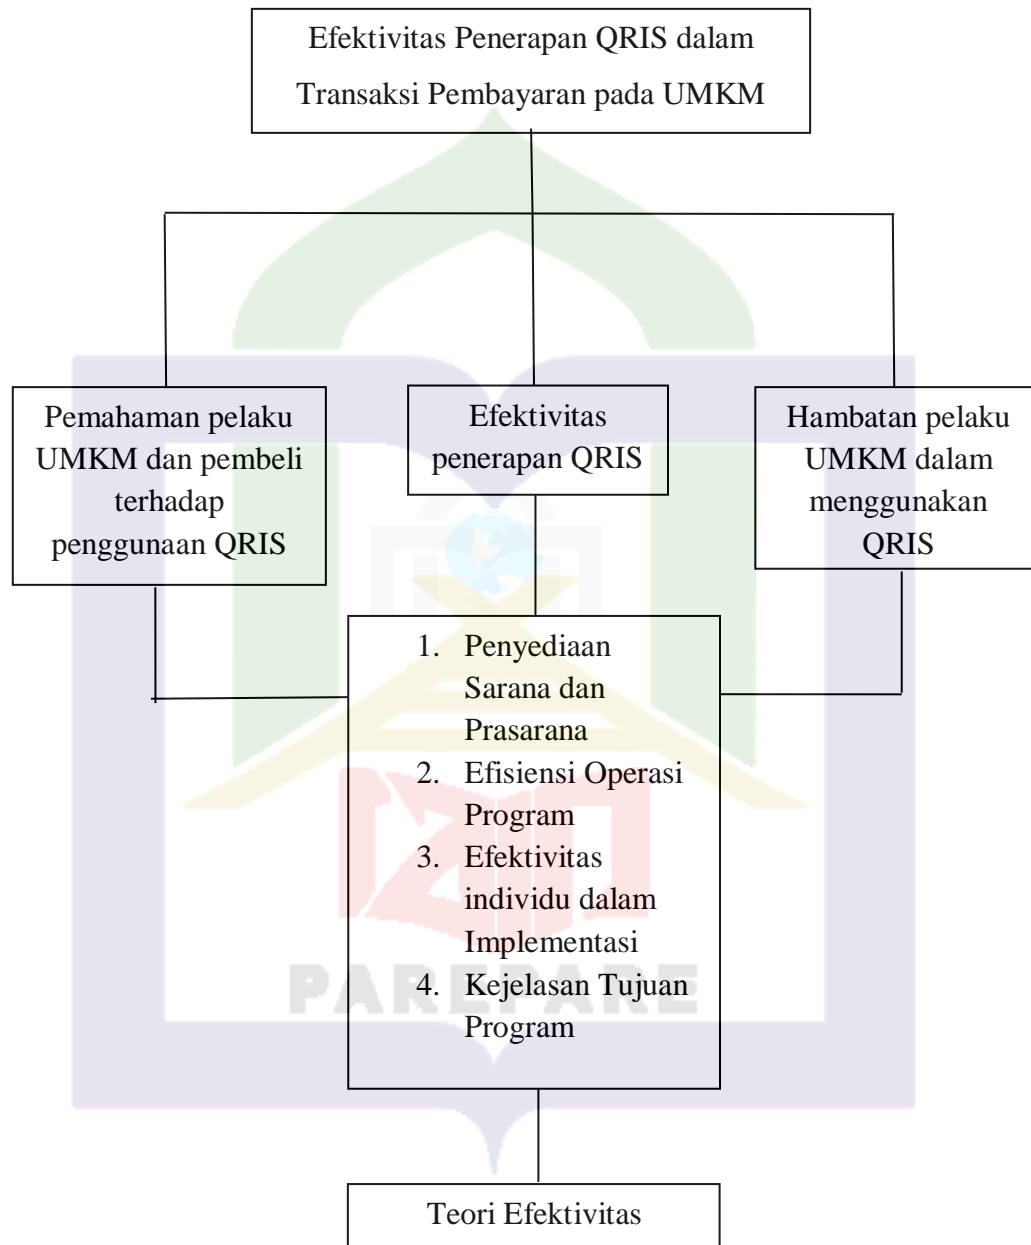 Efektivitas Penerapan QRIS dalam
Transaksi Pembayaran pada UMKM
Pemahaman pelaku
UMKM dan pembeli
terhadap
penggunaan QRIS
Efektivitas
penerapan QRIS
Hambatan pelaku
UMKM dalam
menggunakan
QRIS
1. Penyediaan
Sarana dan
Prasarana
2. Efisiensi Operasi
Program
3. Efektivitas
individu dalam
Implementasi
4. Kejelasan Tujuan
Program
PAREPARE
Teori Efektivitas